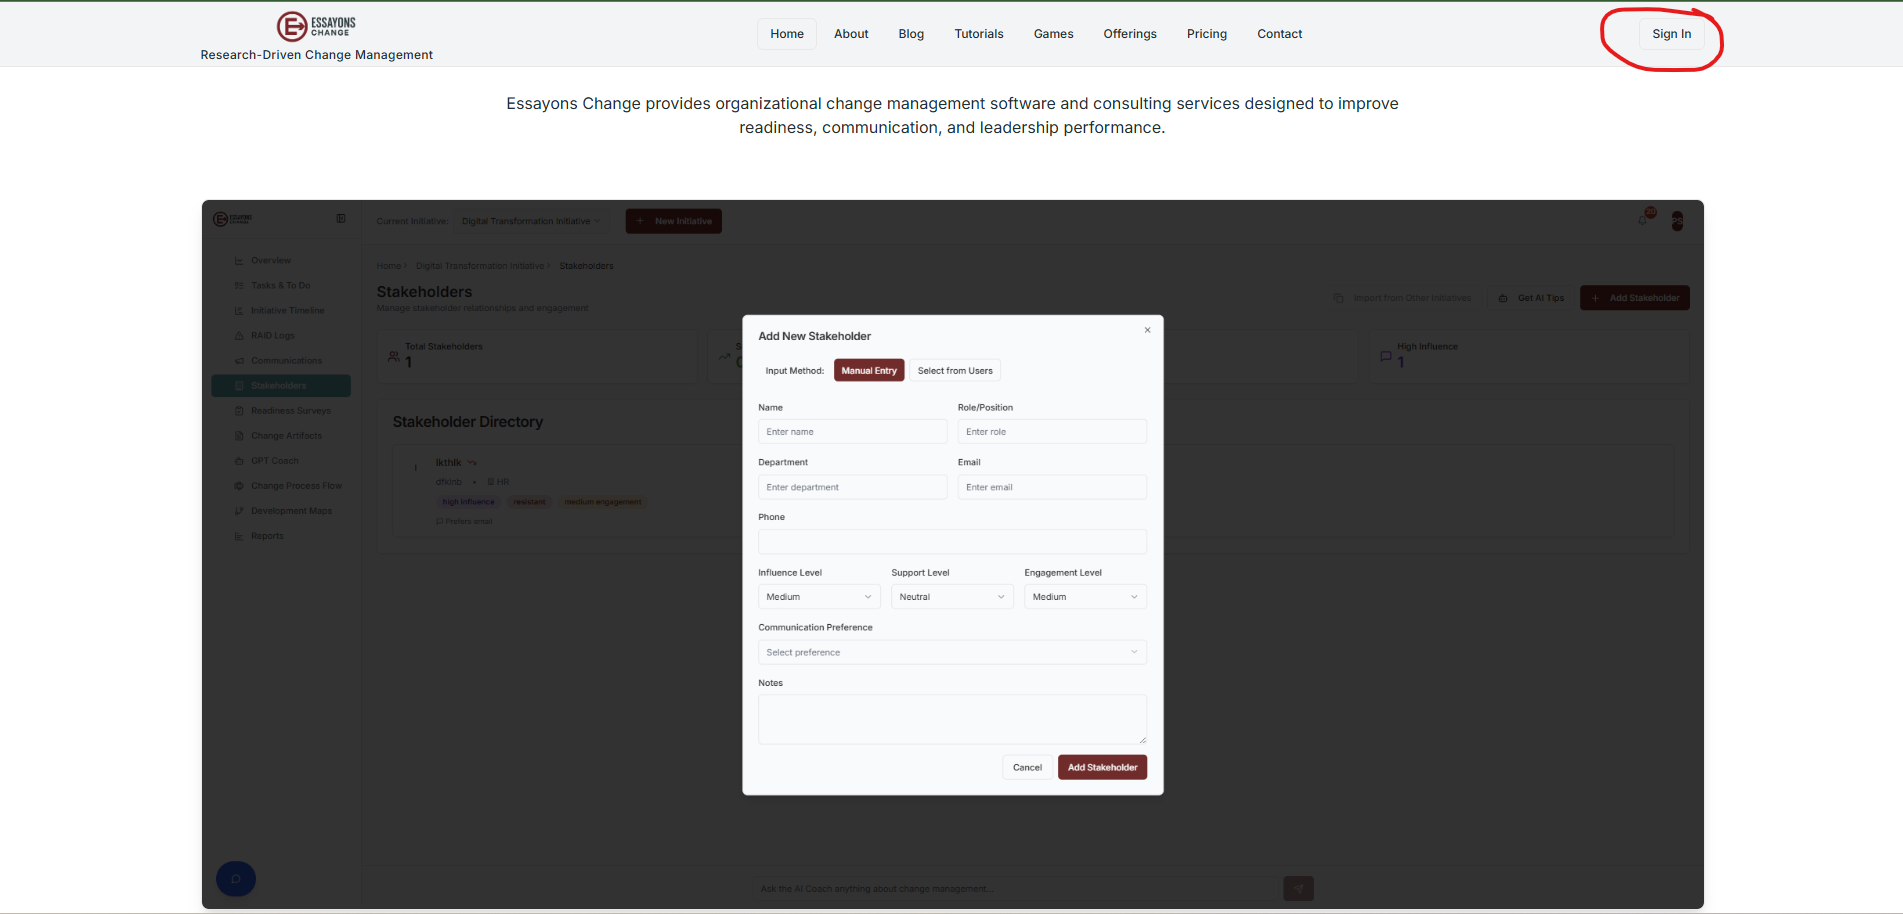 ESSAYONS
CHANGE
Research-Driven Change Management
Home
About
Blog
Tutorials
Games
Offerings
Pricing
Contact
Sign In
Essayons Change provides organizational change management software and consulting services designed to improve
readiness, communication, and leadership performance.
ESSAYONS
Current Initiative:
Digital Transformation Initiative
+ New Initiative
Overview
Tasks & To Do
Initiative Timeline
RAID Logs
Communications
Stakeholders
Readiness Surveys
Change Artifacts
GPT Coach
Change Process Flow
Development Maps
Reports
Home > Digital Transformation Initiative > Stakeholders
Stakeholders
Manage stakeholder relationships and engagement
Import from Other Initiatives
Get AI Tips
+ Add Stakeholder
Total Stakeholders
1
S
High Influence
1
Stakeholder Directory
lkthlk
HR
high influence
resistant
medium engagement
Prefers email
Add New Stakeholder
×
Input Method:
Manual Entry
Select from Users
Name
Role/Position
Enter name
Enter role
Department
Email
Enter department
Enter email
Phone
Influence Level
Support Level
Engagement Level
Medium
Neutral
Medium
Communication Preference
Select preference
Notes
Cancel
Add Stakeholder
Ask the AI Coach anything about change management...